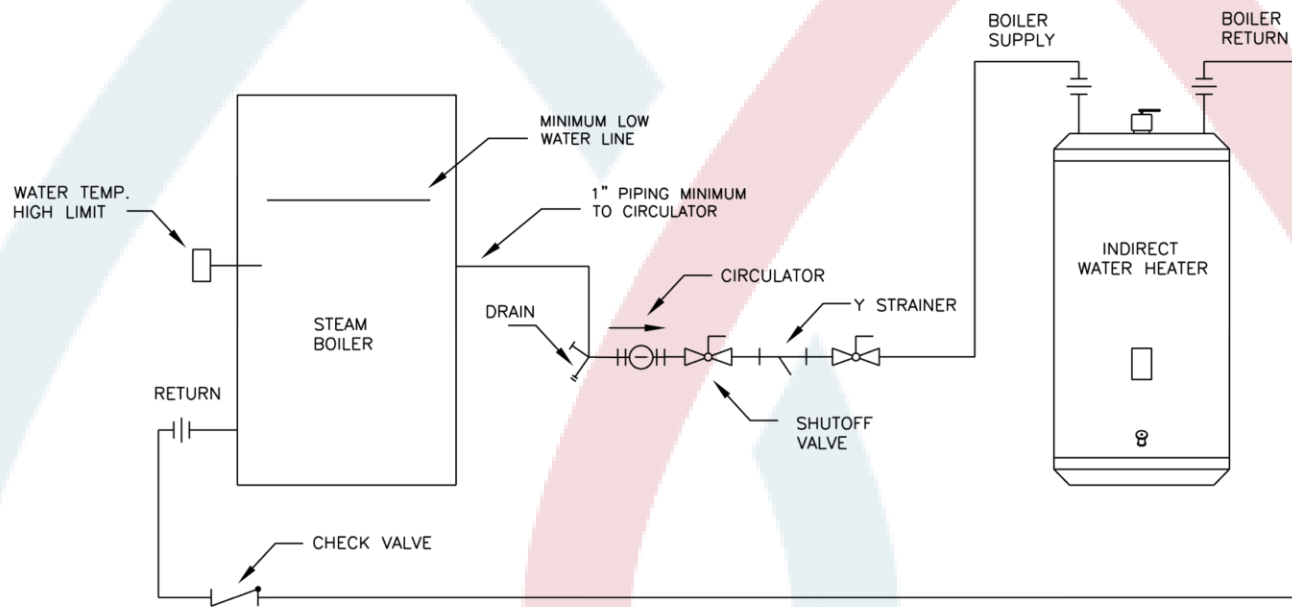 BOILER
SUPPLY
BOILER
RETURN
MINIMUM LOW
WATER LINE
WATER TEMP.
HIGH LIMIT
1" PIPING MINIMUM
TO CIRCULATOR
INDIRECT
WATER HEATER
CIRCULATOR
Y STRAINER
DRAIN
STEAM
BOILER
RETURN
SHUTOFF
VALVE
CHECK VALVE